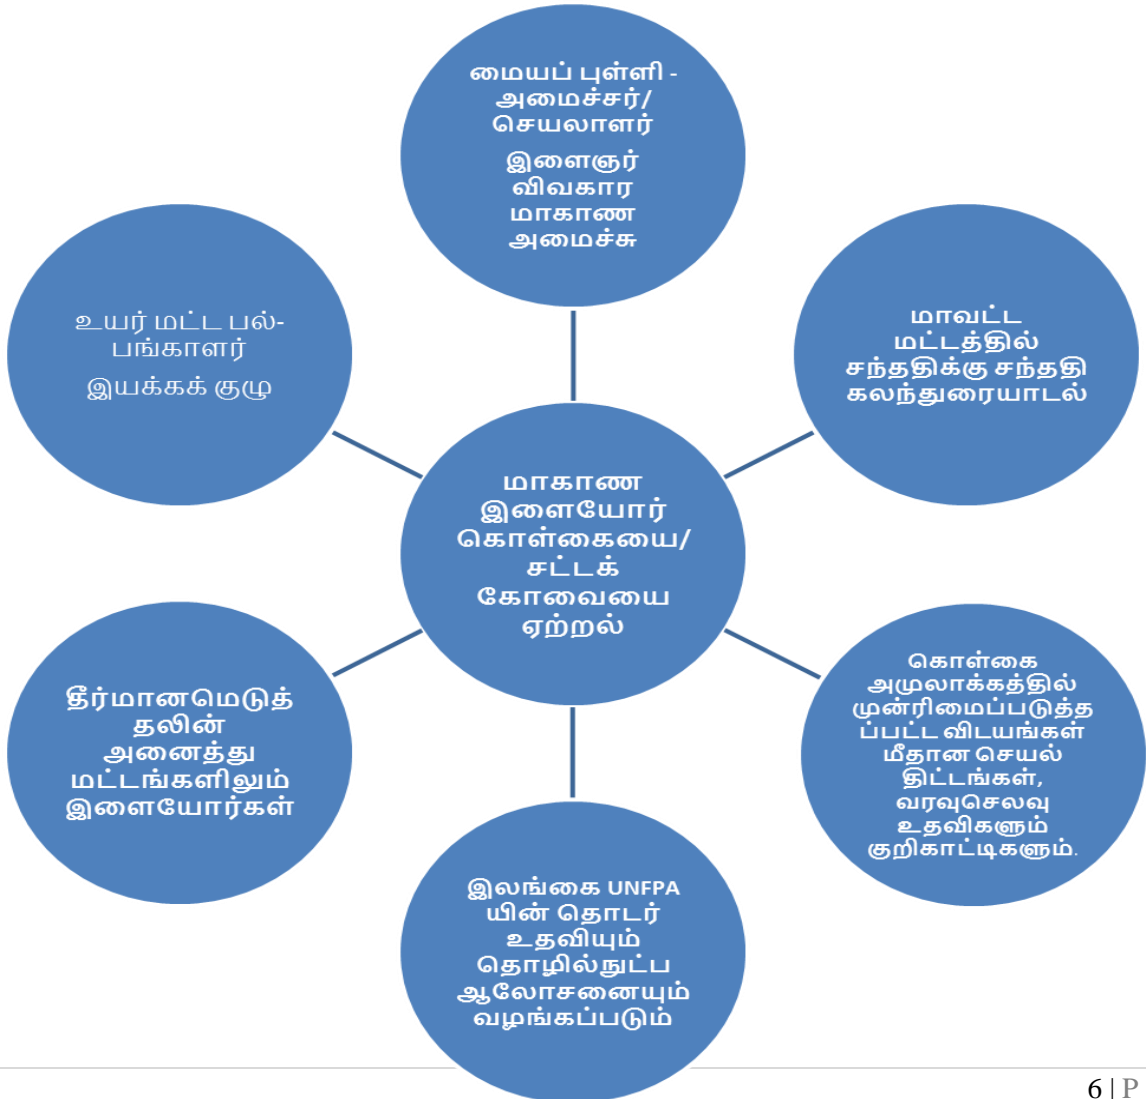 மையப் புள்ளி -
அமைச்சர்/
செயலாளர்
இளைஞர்
விவகார
மாகாண
அமைச்சு
மாவட்ட
மட்டத்தில்
சந்ததிக்கு சந்ததி
கலந்துரையாடல்
கொள்கை
அமுலாக்கத்தில்
முன்ரிமைப்படுத்த
ப்பட்ட விடயங்கள்
மீதான செயல்
திட்டங்கள்,
வரவுசெலவு
உதவிகளும்
குறிகாட்டிகளும்.
இலங்கை UNFPA
யின் தொடர்
உதவியும்
தொழில்நுட்ப
ஆலோசனையும்
வழங்கப்படும்
தீர்மானமெடுத்
தலின்
அனைத்து
மட்டங்களிலும்
இளையோர்கள்
உயர் மட்ட பல்-
பங்காளர்
இயக்கக் குழு
மாகாண
இளையோர்
கொள்கையை/
சட்டக்
கோவையை
ஏற்றல்
6 | P